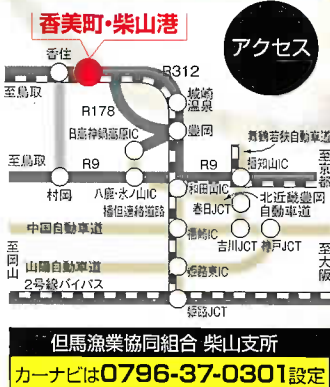 香美町・柴山港
アクセス
香住
R312
城崎
温泉
至鳥取
R178
日高神鍋高原IC
豊岡
舞鶴若狭自動車道
至鳥取
R9
R9
福知山IC
至京都
村岡
八鹿・氷ノ山IC
和田山IC
北近畿豊岡
自動車道
播但連絡道路
春日JCT
中国自動車道
福崎IC
吉川JCT
神戸JCT
至岡山
山陽自動車道
姫路東IC
至大阪
2号線バイパス
姫路JCT
但馬漁業協同組合 柴山支所
カーナビは0796-37-0301設定